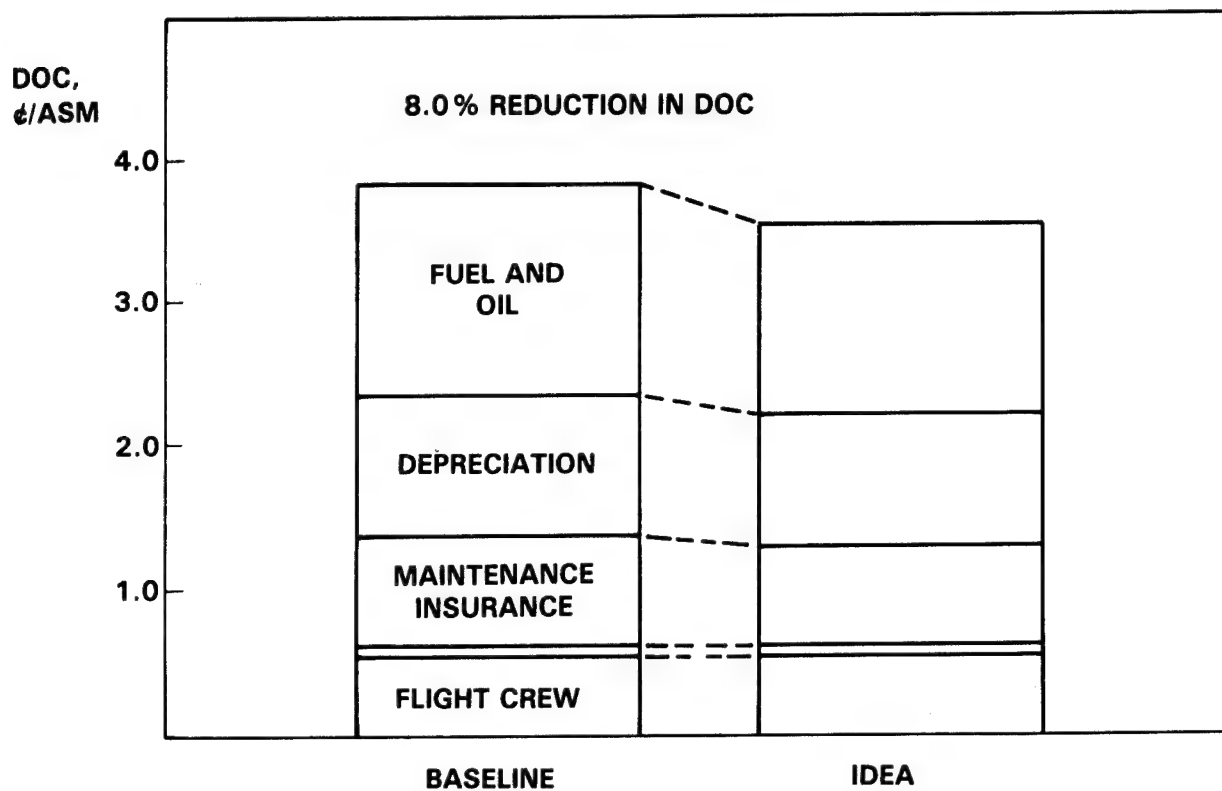 DOC,
¢/ASM
8.0% REDUCTION IN DOC
4.0
3.0
2.0
1.0
FUEL AND
OIL
DEPRECIATION
MAINTENANCE
INSURANCE
FLIGHT CREW
BASELINE
IDEA